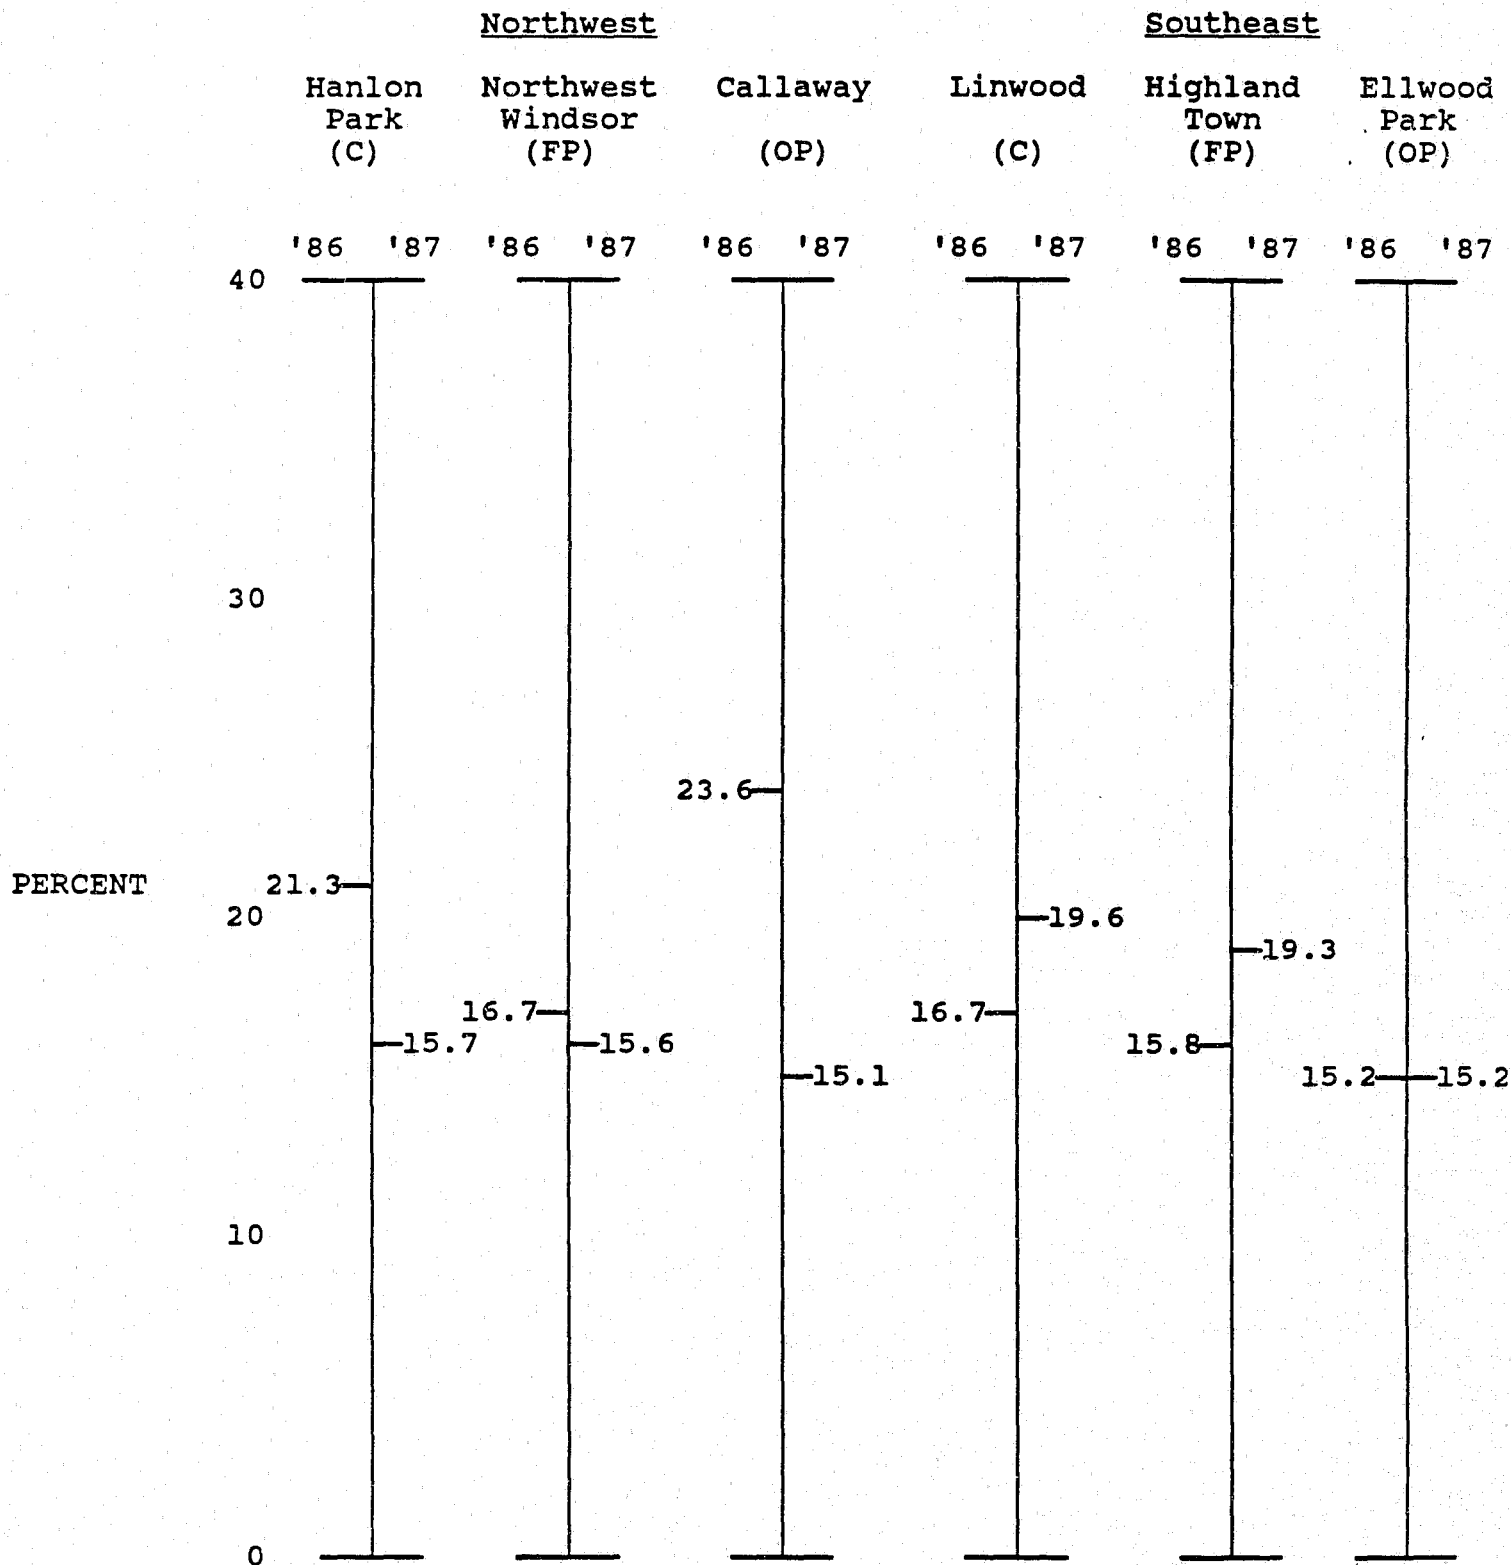 Northwest Southeast
Hanlon Northwest Callaway Linwood Highland Ellwood
Park Windsor Town Park
(C) (FP) (OP) (C) (FP) (OP)
'86 '87 '86 '87 '86 '87 '86 '87 '86 '87 '86 '87
40
30
23.6
PERCENT 21.3
20 19.6
19.3
16.7 16.7
15.7 15.6 15.8
15.1 15.2 15.2
10
0